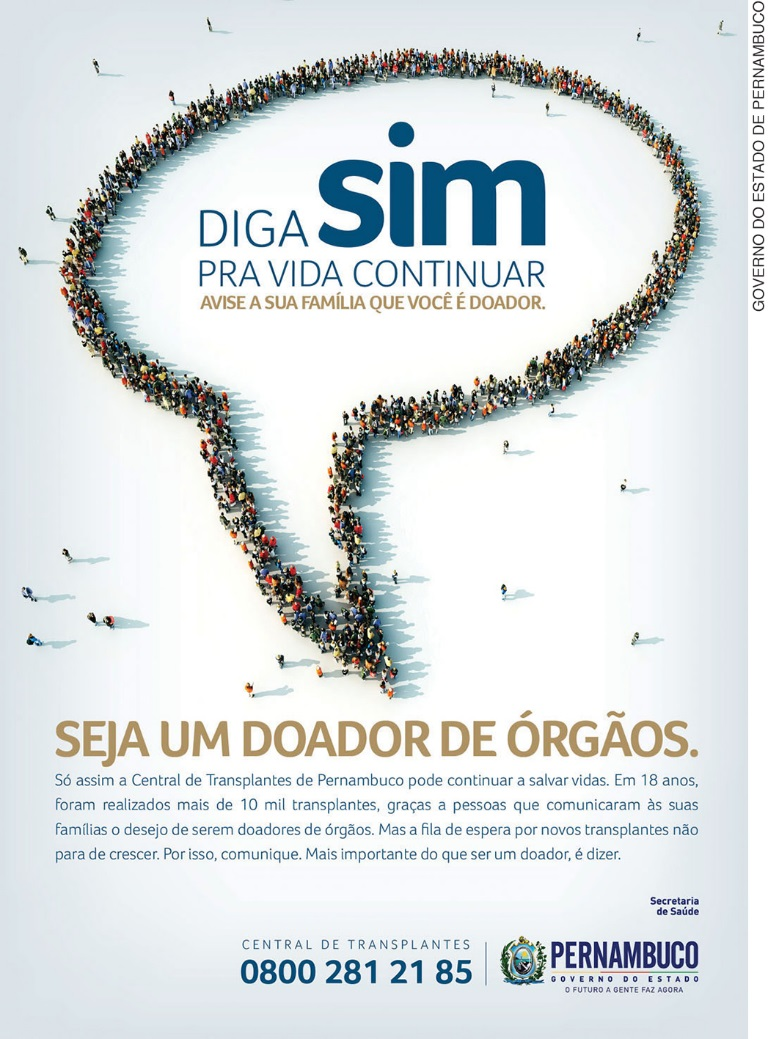 GOVERNO DO ESTADO DE PERNAMBUCO
DIGA sim
PRA VIDA CONTINUAR
AVISE A SUA FAMÍLIA QUE VOCÊ É DOADOR.
SEJA UM DOADOR DE ÓRGÃOS.
Só assim a Central de Transplantes de Pernambuco pode continuar a salvar vidas. Em 18 anos,
foram realizados mais de 10 mil transplantes, graças a pessoas que comunicaram às suas
famílias o desejo de serem doadores de órgãos. Mas a fila de espera por novos transplantes não
para de crescer. Por isso, comunique. Mais importante do que ser um doador, é dizer.
Secretaria
de Saúde
CENTRAL DE TRANSPLANTES
0800 281 21 85
PERNAMBUCO
GOVERNO DO ESTADO
O FUTURO A GENTE FAZ AGORA